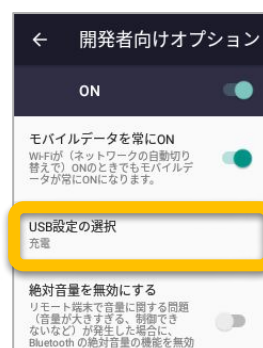 ← 開発者向けオプション
ON
モバイルデータを常にON
Wi-Fiが（ネットワークの自動切り
替えで）ONのときでもモバイルデ
ータが常にONになります。
USB設定の選択
充電
絶対音量を無効にする
リモート端末で音量に関する問題
（音量が大きすぎる、制御でき
ないなど）が発生した場合に、
Bluetooth の絶対音量の機能を無効